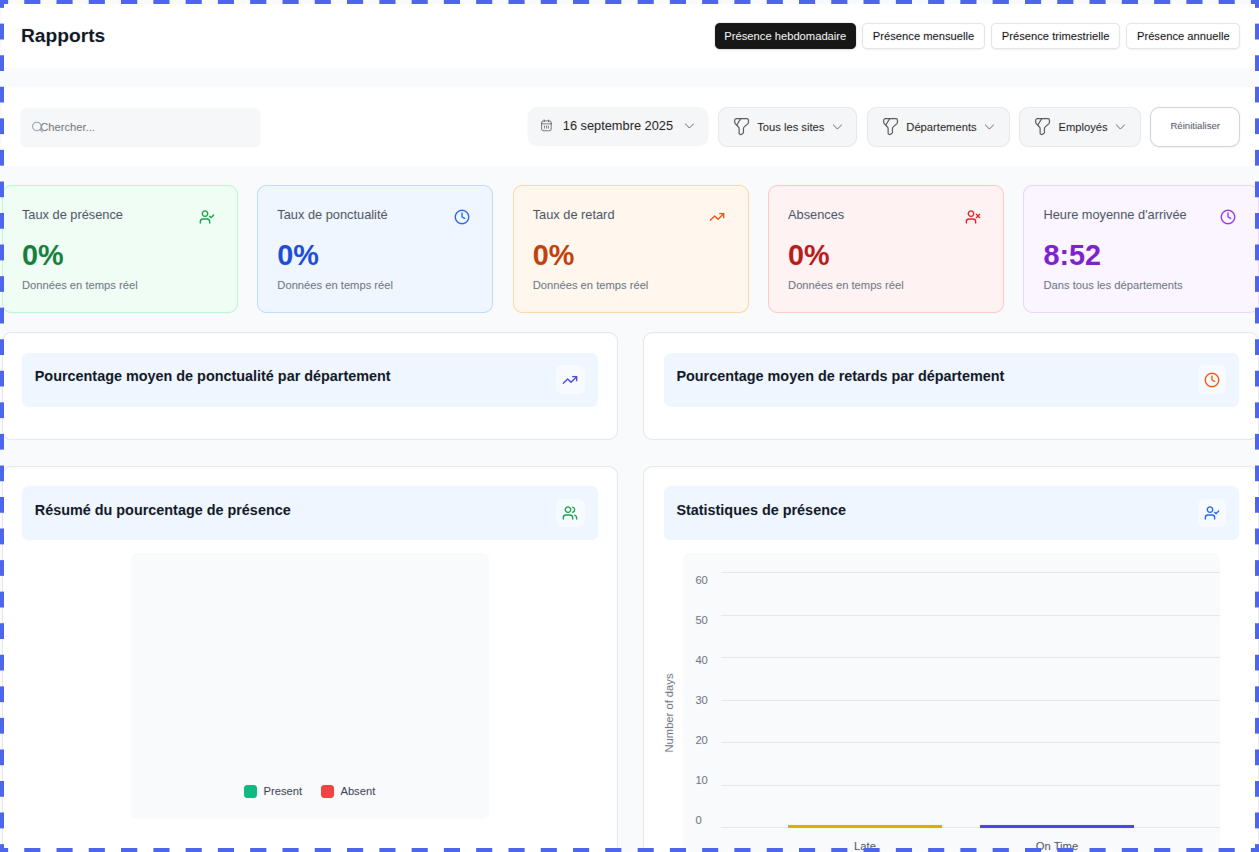 Rapports
Présence hebdomadaire
Présence mensuelle
Présence trimestrielle
Présence annuelle
Chercher...
16 septembre 2025
Tous les sites
Départements
Employés
Réinitialiser
Taux de présence
0%
Données en temps réel
Taux de ponctualité
0%
Données en temps réel
Taux de retard
0%
Données en temps réel
Absences
0%
Données en temps réel
Heure moyenne d'arrivée
8:52
Dans tous les départements
Pourcentage moyen de ponctualité par département
Pourcentage moyen de retards par département
Résumé du pourcentage de présence
Present
Absent
Statistiques de présence
Number of days
60
50
40
30
20
10
0
Late
On Time